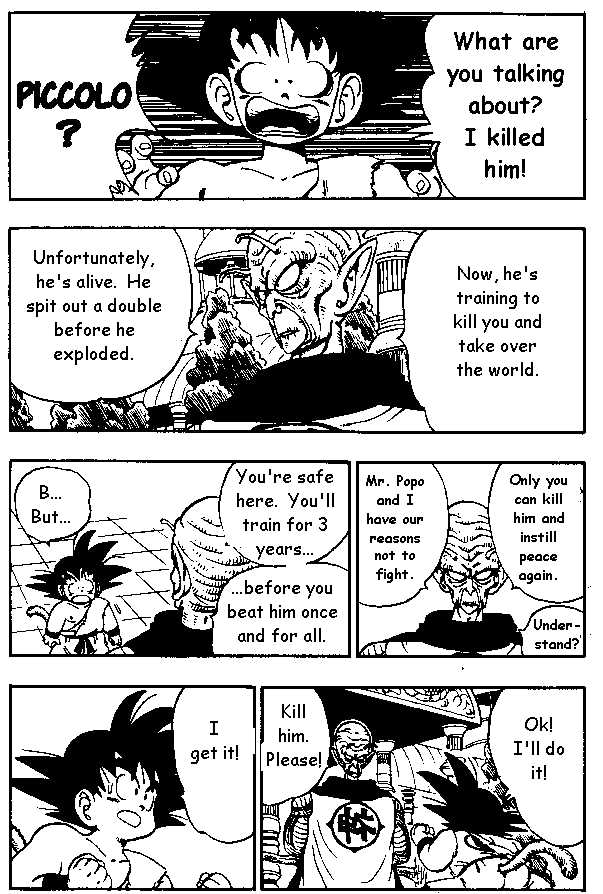 PICCOLO
?
What are
you talking
about?
I killed
him!
Unfortunately,
he's alive. He
spit out a double
before he
exploded.
Now, he's
training to
kill you and
take over
the world.
B...
But...
You're safe
here. You'll
train for 3
years...
...before you
beat him once
and for all.
Mr. Popo
and I
have our
reasons
not to
fight.
Only you
can kill
him and
instill
peace
again.
Under-
stand?
I
get it!
Kill
him.
Please!
Ok!
I'll do
it!